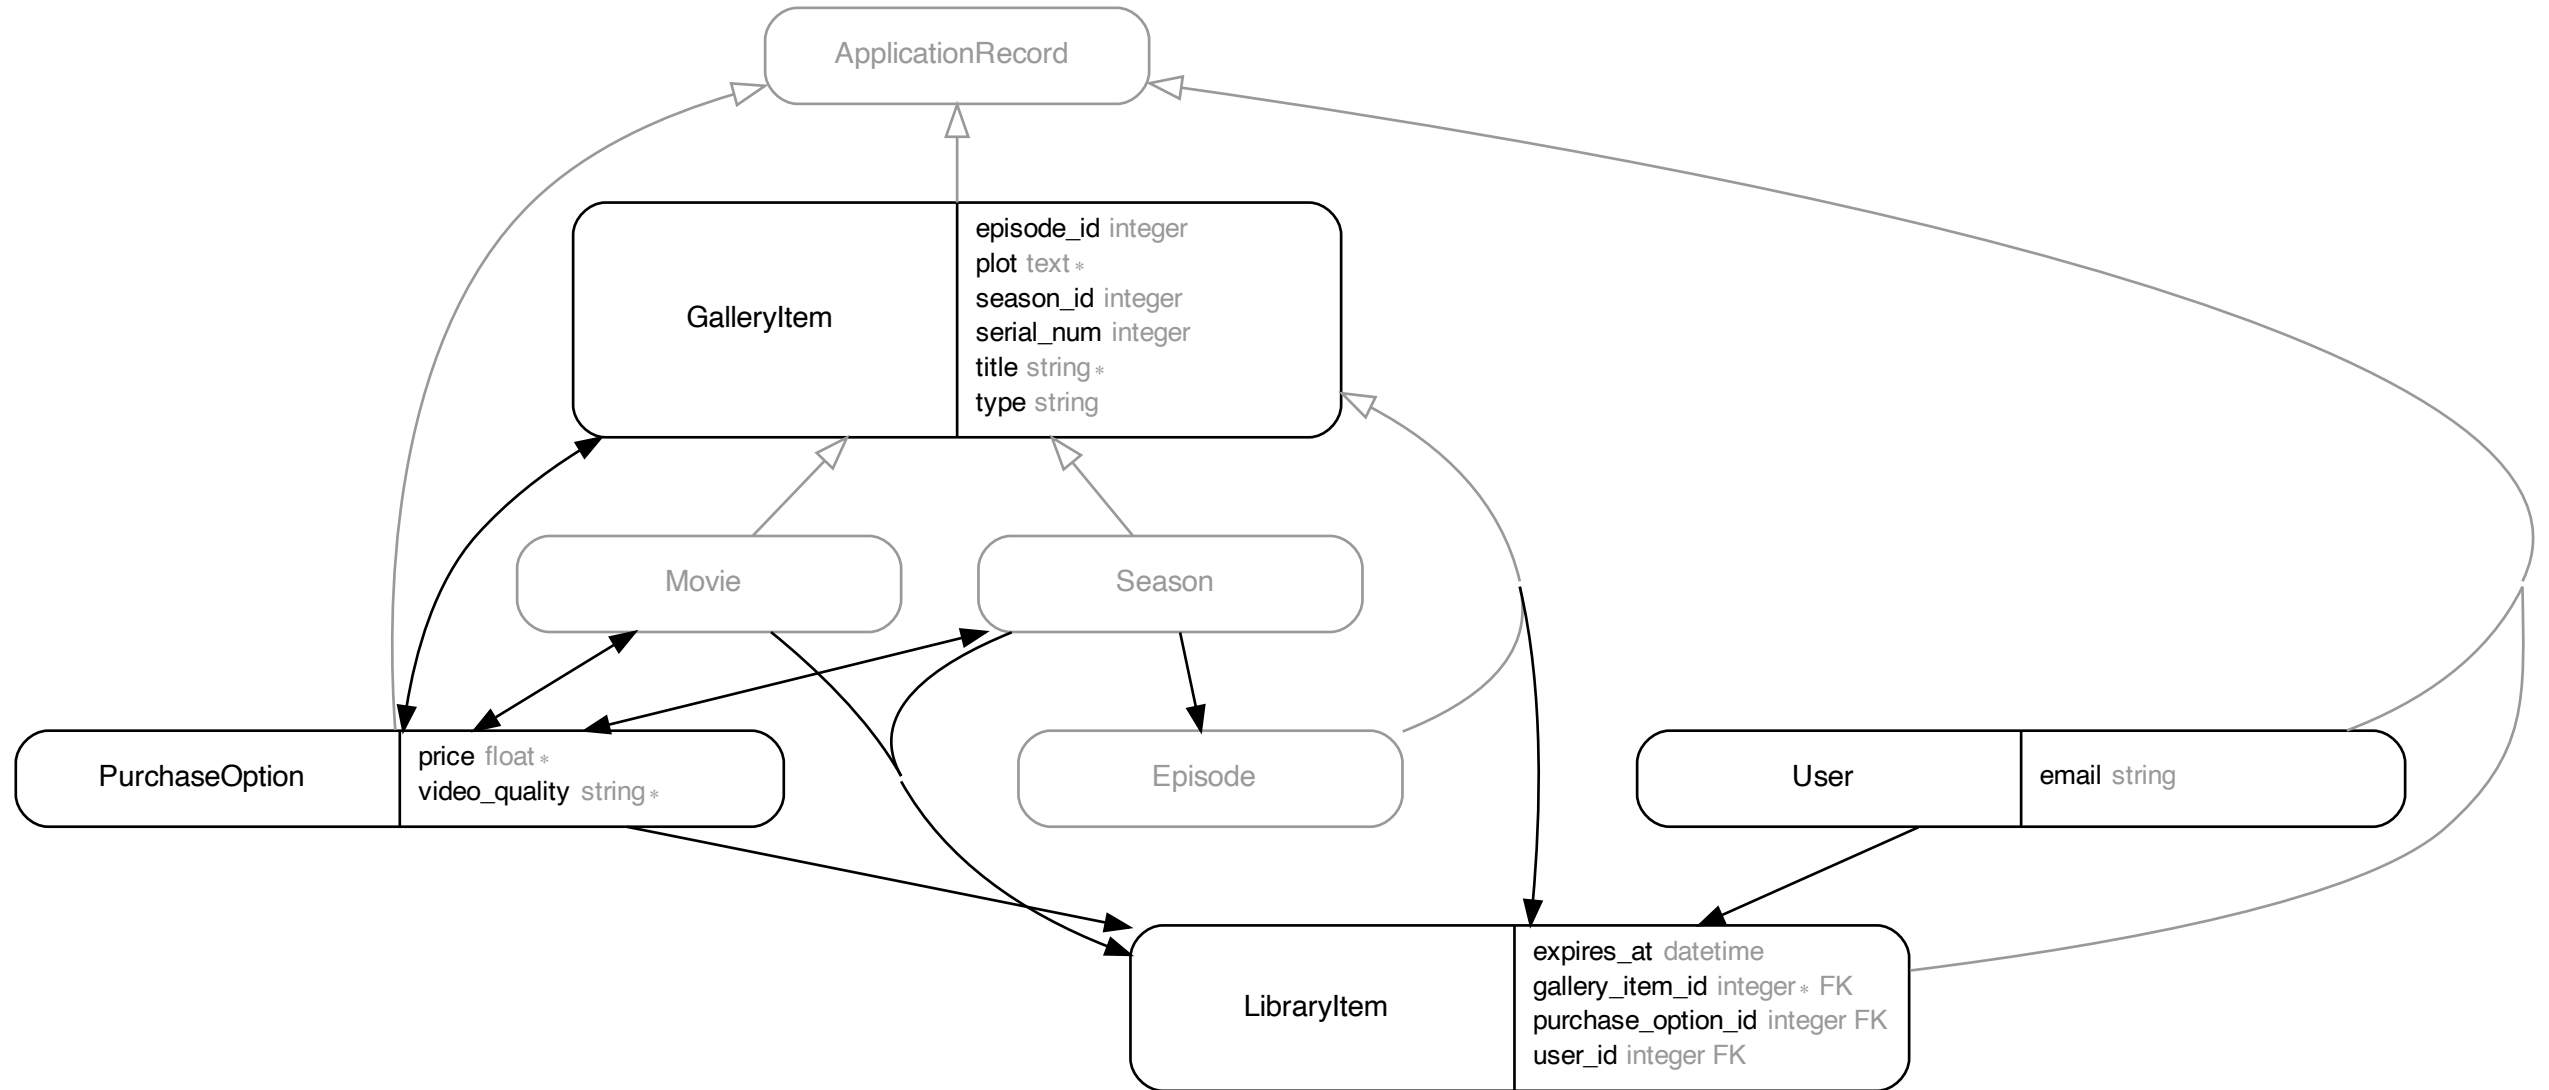 ApplicationRecord
GalleryItem
episode_id integer
plot text *
season_id integer
serial_num integer
title string *
type string
Movie
Season
PurchaseOption
price float *
video_quality string *
Episode
User
email string
LibraryItem
expires_at datetime
gallery_item_id integer * FK
purchase_option_id integer FK
user_id integer FK